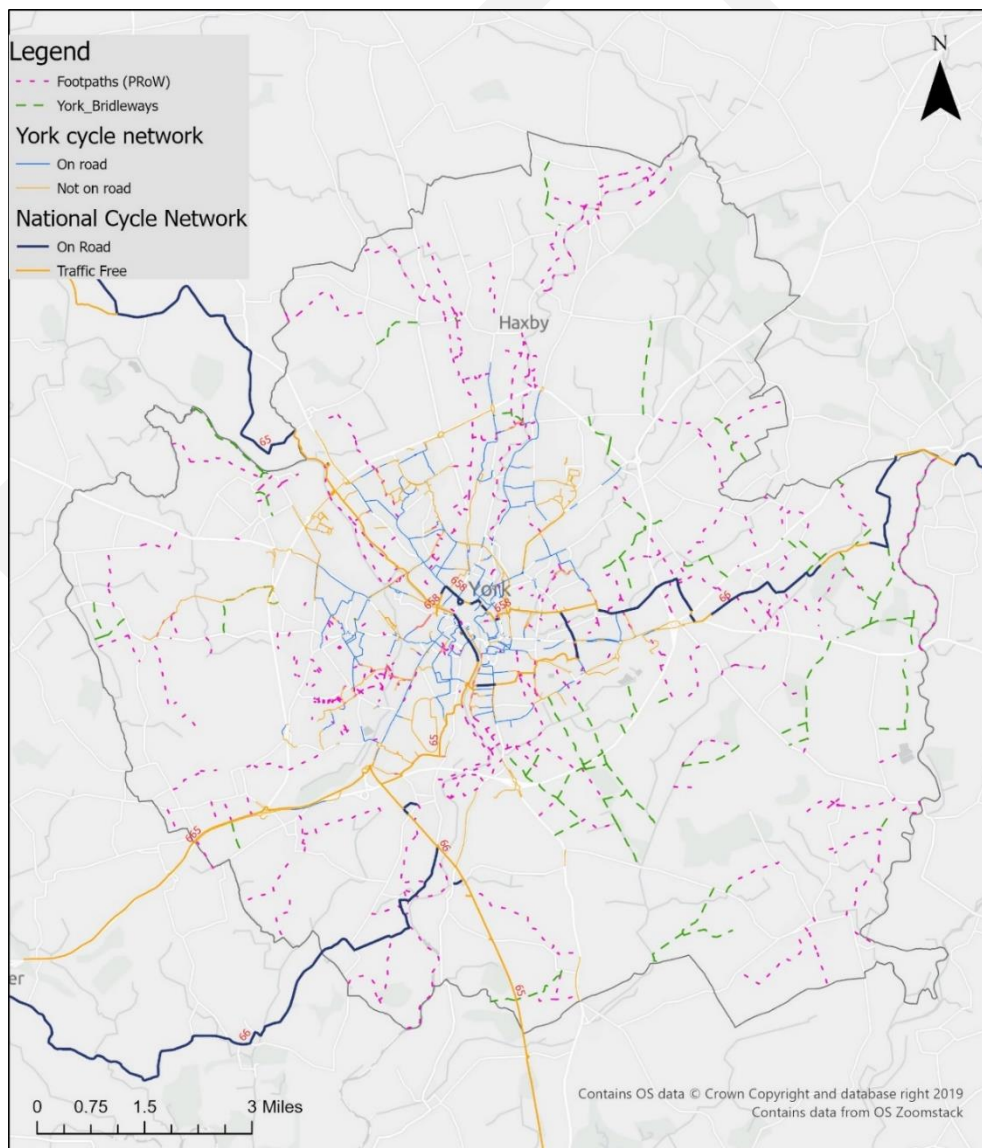 Legend
Footpaths (PRoW)
York_Bridleways
York cycle network
On road
Not on road
National Cycle Network
On Road
Traffic Free
N
Haxby
65
658
York
658
658
66
65
665
66
65
er
66
0 0.75 1.5 3 Miles
Contains OS data © Crown Copyright and database right 2019
Contains data from OS Zoomstack